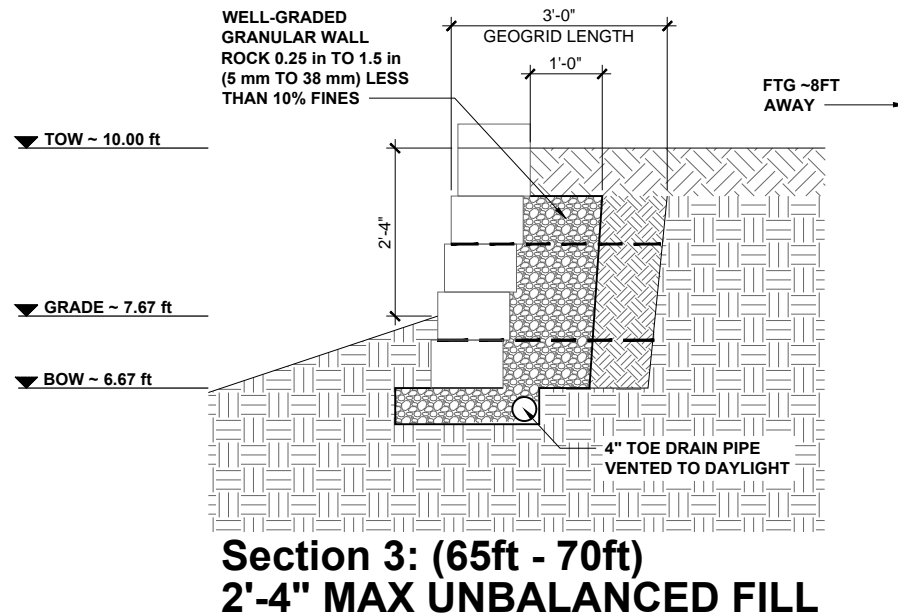 WELL-GRADED
GRANULAR WALL
ROCK 0.25 in TO 1.5 in
(5 mm TO 38 mm) LESS
THAN 10% FINES
3'-0"
GEOGRID LENGTH
1'-0"
FTG ~8FT
AWAY
TOW ~ 10.00 ft
2'-4"
GRADE ~ 7.67 ft
BOW ~ 6.67 ft
4" TOE DRAIN PIPE
VENTED TO DAYLIGHT
Section 3: (65ft - 70ft)
2'-4" MAX UNBALANCED FILL